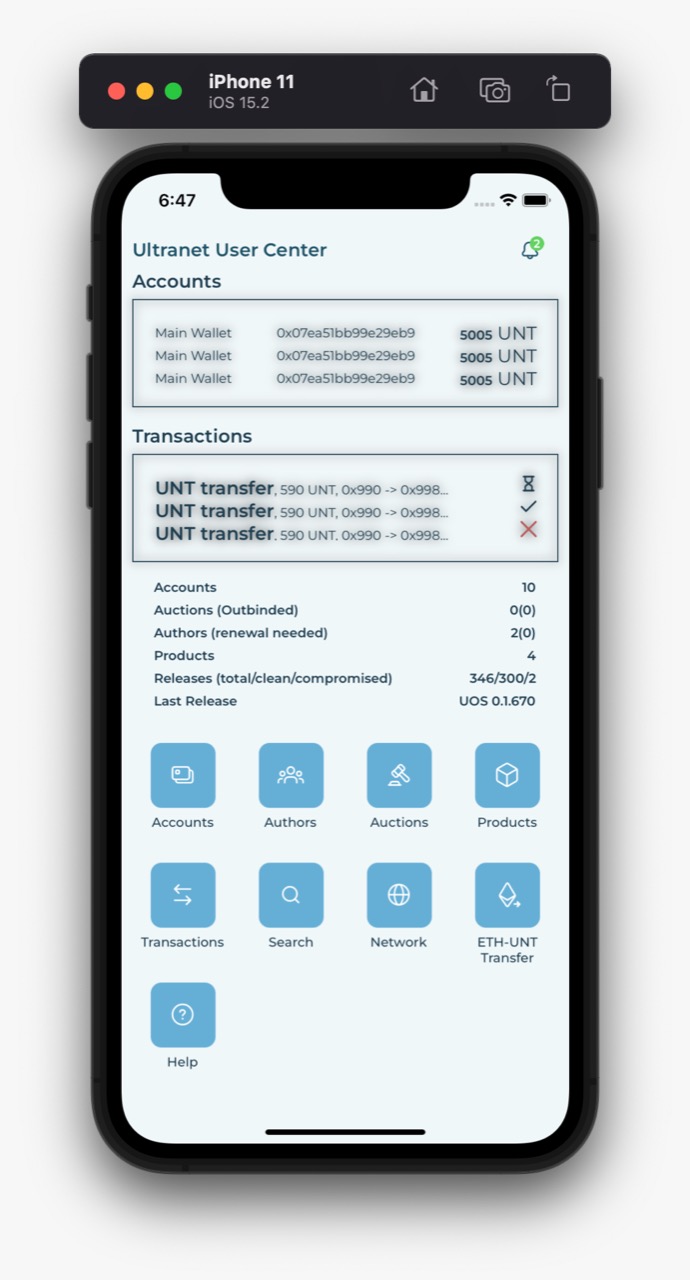 iPhone 11
iOS 15.2
6:47
Ultranet User Center
2
Accounts
Main Wallet 0x07ea51bb99e29eb9 5005 UNT
Main Wallet 0x07ea51bb99e29eb9 5005 UNT
Main Wallet 0x07ea51bb99e29eb9 5005 UNT
Transactions
UNT transfer, 590 UNT, 0x990 -> 0x998...
UNT transfer, 590 UNT, 0x990 -> 0x998...
UNT transfer, 590 UNT, 0x990 -> 0x998...
Accounts 10
Auctions (Outbinded) 0(0)
Authors (renewal needed) 2(0)
Products 4
Releases (total/clean/compromised) 346/300/2
Last Release UOS 0.1.670
Accounts Authors Auctions Products
Transactions Search Network ETH-UNT
Transfer
Help